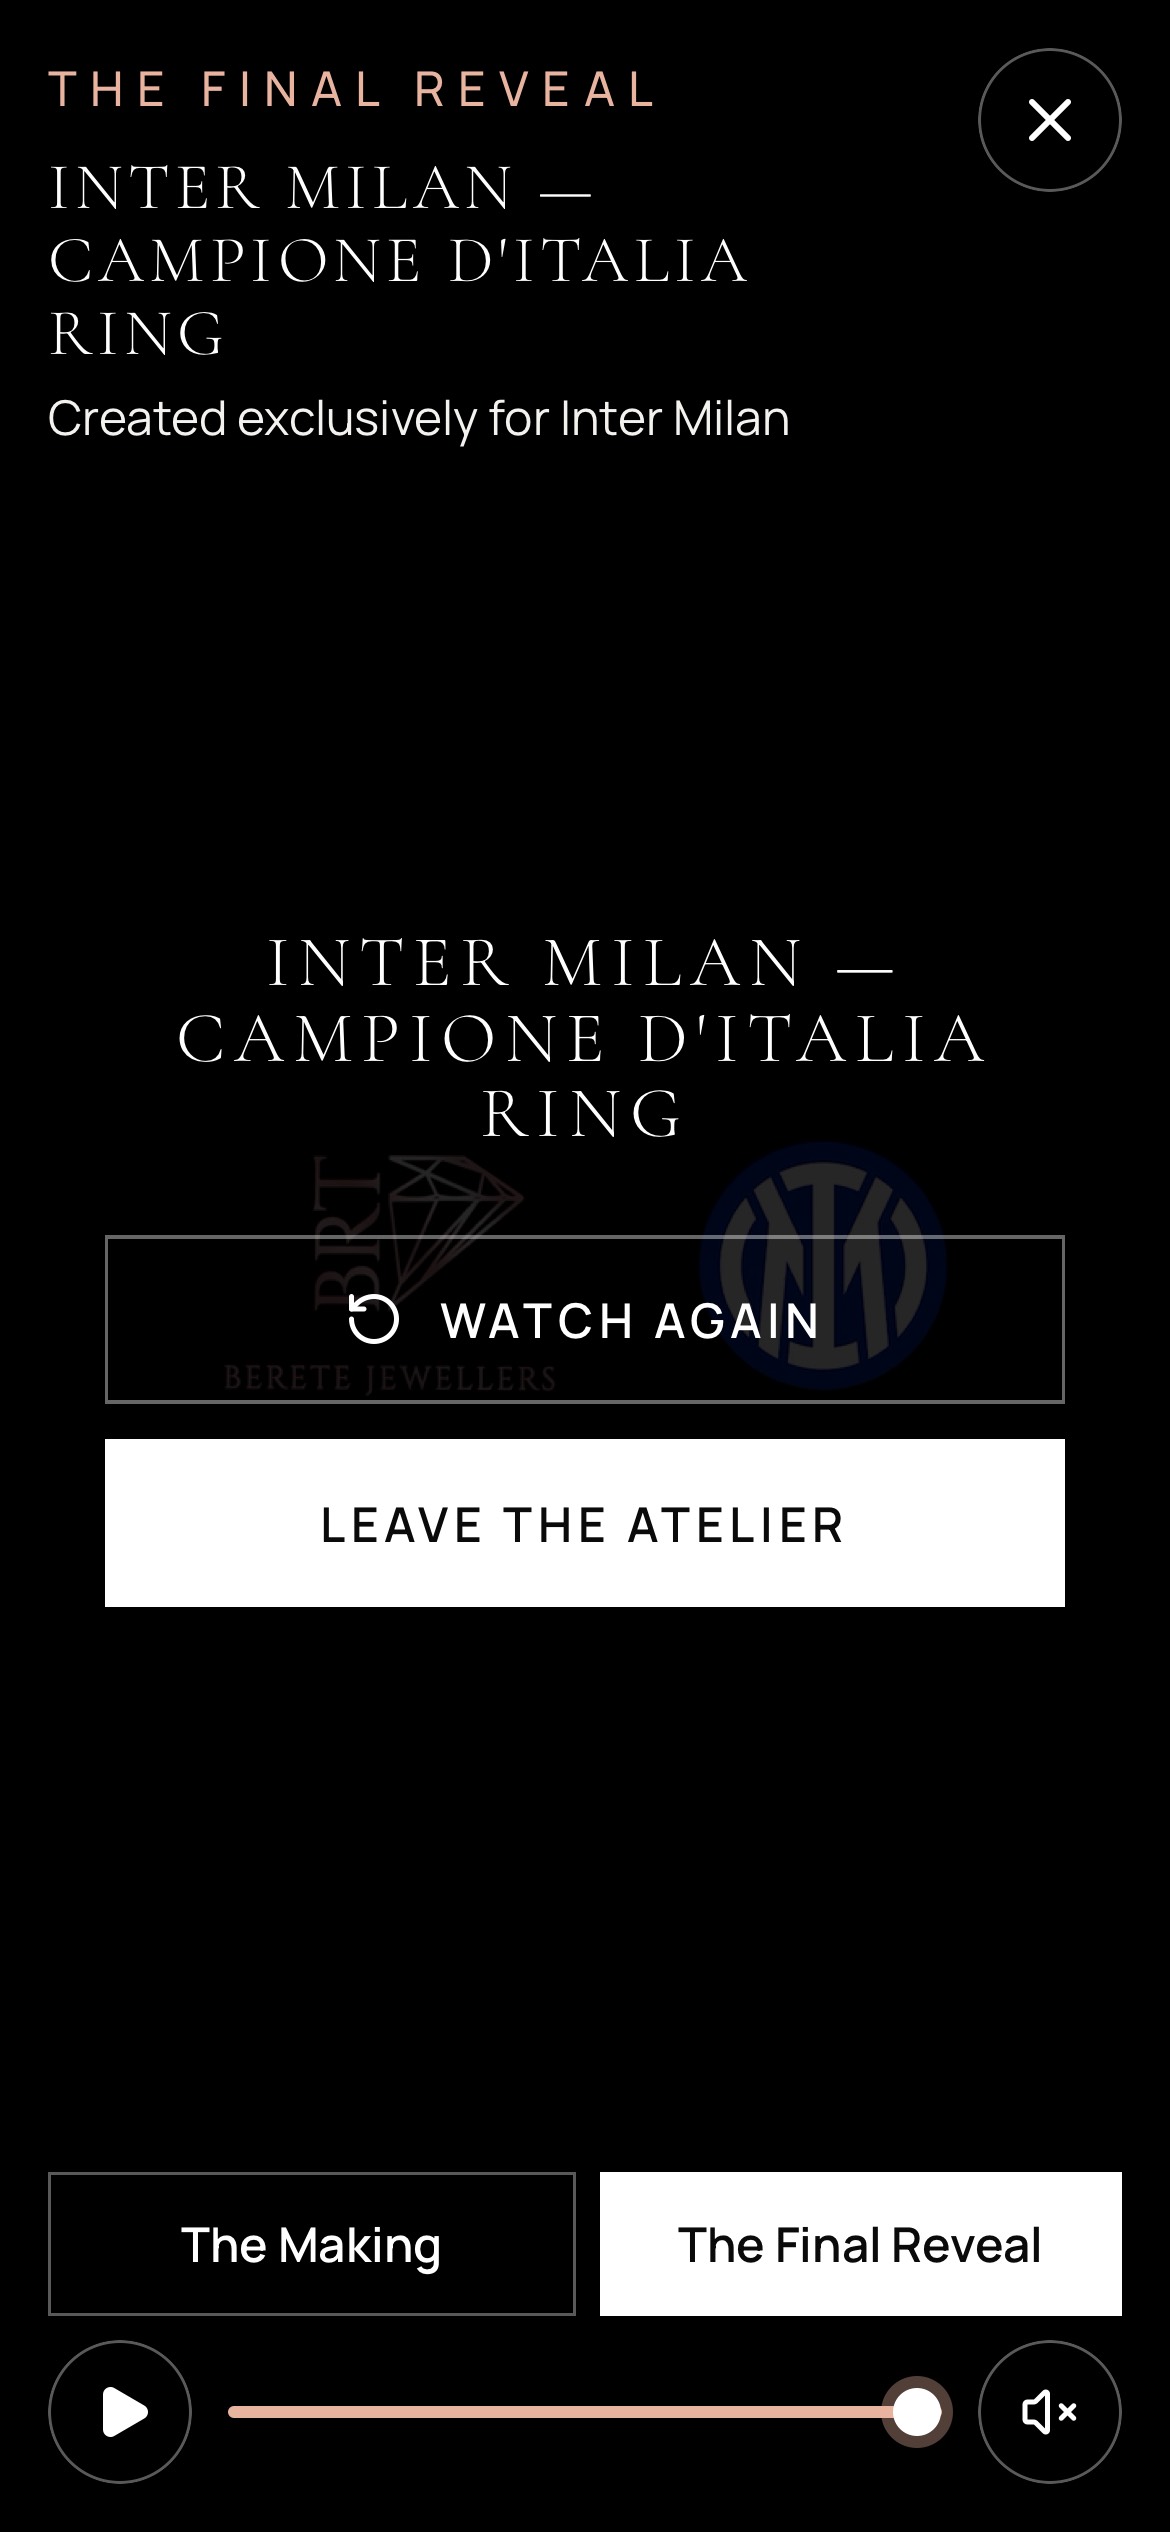 THE FINAL REVEAL
INTER MILAN —
CAMPIONE D'ITALIA
RING
Created exclusively for Inter Milan
INTER MILAN —
CAMPIONE D'ITALIA
RING
BRT
WATCH AGAIN
BERETE JEWELLERS
LEAVE THE ATELIER
The Making
The Final Reveal